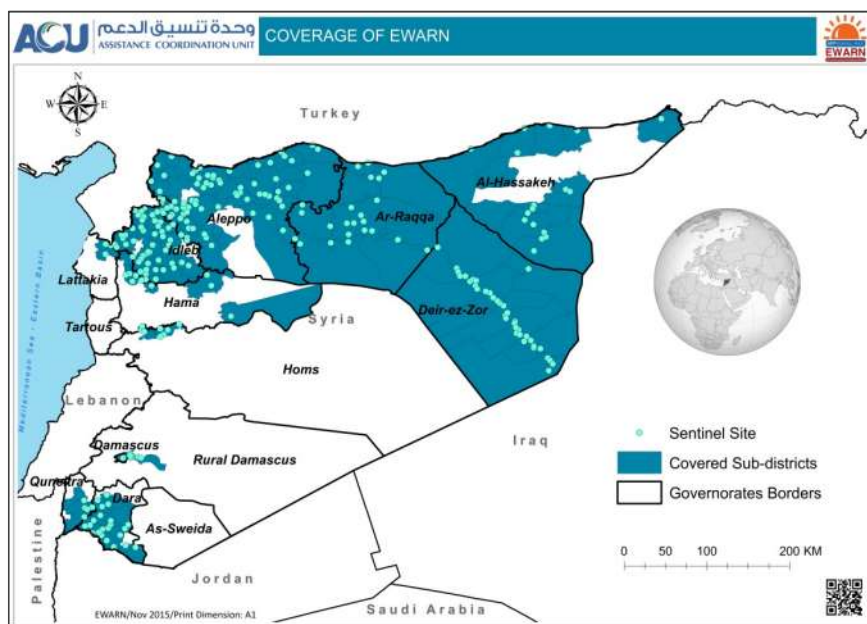 ACU
وحدة تنسيق الدعم
ASSISTANCE COORDINATION UNIT
COVERAGE OF EWARN
EWARN
N
W
E
S
Turkey
Al-Hassakeh
Aleppo
Ar-Raqqa
Idleb
Lattakia
Hama
Deir-ez-Zor
Tartous
Syria
Mediterranean Sea - Eastern Basin
Homs
Lebanon
Iraq
Damascus
Rural Damascus
Dara
As-Sweida
Palestine
Jordan
Saudi Arabia
Sentinel Site
Covered Sub-districts
Governorates Borders
0 50 100 200 KM
EWARN/Nov 2015/Print Dimension: A1